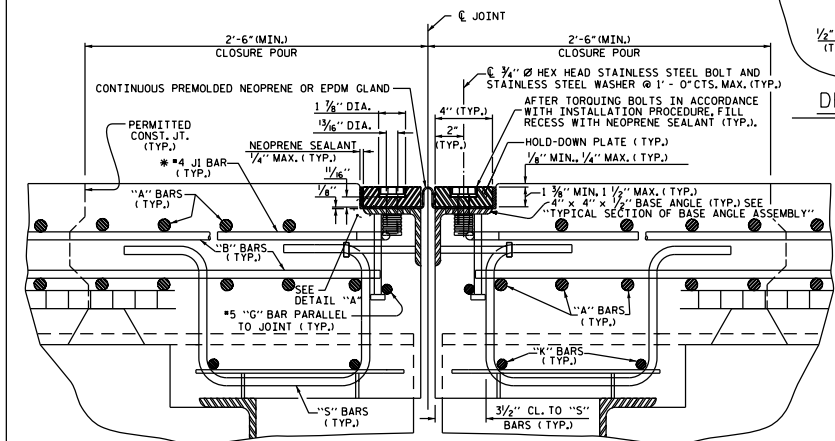 ℄ JOINT
2'-6" (MIN.)
CLOSURE POUR
2'-6" (MIN.)
CLOSURE POUR
1/2"
(T
D
CONTINUOUS PREMOLDED NEOPRENE OR EPDM GLAND
℄ 3/4" Ø HEX HEAD STAINLESS STEEL BOLT AND
STAINLESS STEEL WASHER @ 1' - 0" CTS. MAX. (TYP.)
1 7/8" DIA.
13/16" DIA.
4" (TYP.)
2"
(TYP.)
AFTER TORQUING BOLTS IN ACCORDANCE
WITH INSTALLATION PROCEDURE, FILL
RECESS WITH NEOPRENE SEALANT (TYP.).
PERMITTED
CONST. JT.
(TYP.)
NEOPRENE SEALANT
1/4" MAX. (TYP.)
HOLD-DOWN PLATE (TYP.)
1/8" MIN., 1/4" MAX. (TYP.)
* #4 J1 BAR
(TYP.)
11/16"
1/8"
1 3/8" MIN. 1 1/2" MAX. (TYP.)
4" x 4" x 1/2" BASE ANGLE (TYP.) SEE
"TYPICAL SECTION OF BASE ANGLE ASSEMBLY"
"A" BARS
(TYP.)
"B" BARS
(TYP.)
SEE
DETAIL "A"
#5 "G" BAR PARALLEL
TO JOINT (TYP.)
"A" BARS
(TYP.)
"K" BARS
(TYP.)
"S" BARS
(TYP.)
3 1/2" CL. TO "S"
BARS (TYP.)